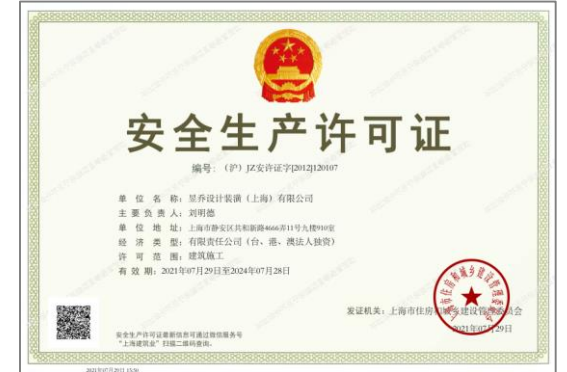 安全生产许可证
编号：（沪）JZ安许证字[2012]120107
单位名称：昱乔设计装潢（上海）有限公司
主要负责人：刘明德
单位地址：上海市静安区共和新路4666弄11号九楼910室
经济类型：有限责任公司（台、港、澳法人独资）
许可范围：建筑施工
有效期：2021年07月29日至2024年07月28日
发证机关：上海市住房和城乡建设管理委员会
2021年07月29日
安全生产许可证最新信息可通过微信服务号
“上海建筑业”扫描二维码查询。